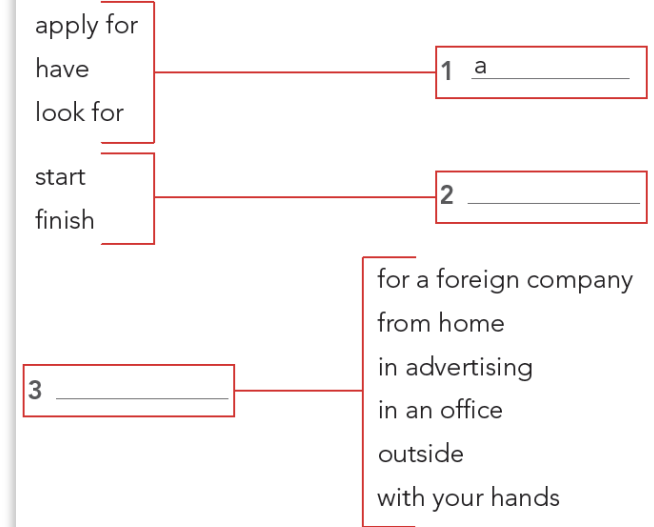 apply for
have
look for
1 a
start
finish
2
for a foreign company
from home
in advertising
in an office
outside
with your hands
3